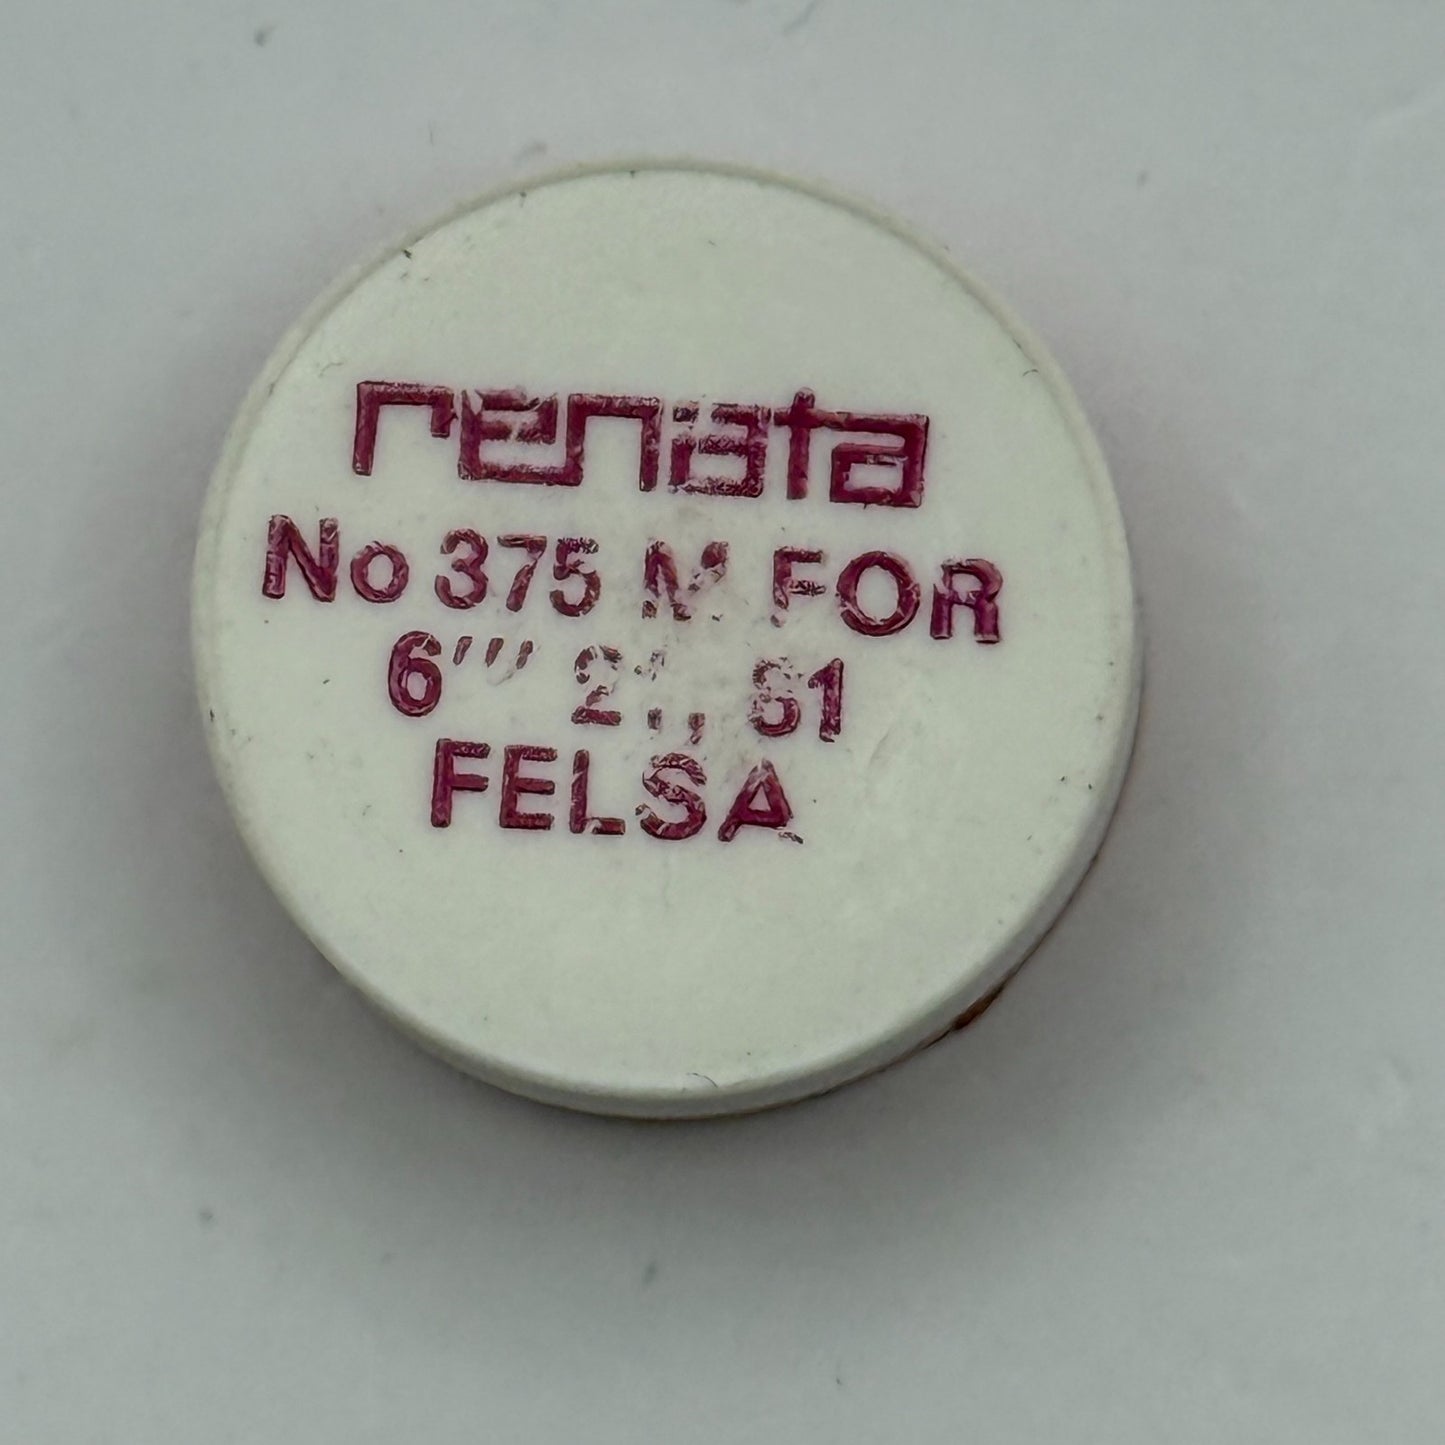 renata
No 375 M FOR
6'''
FELSA